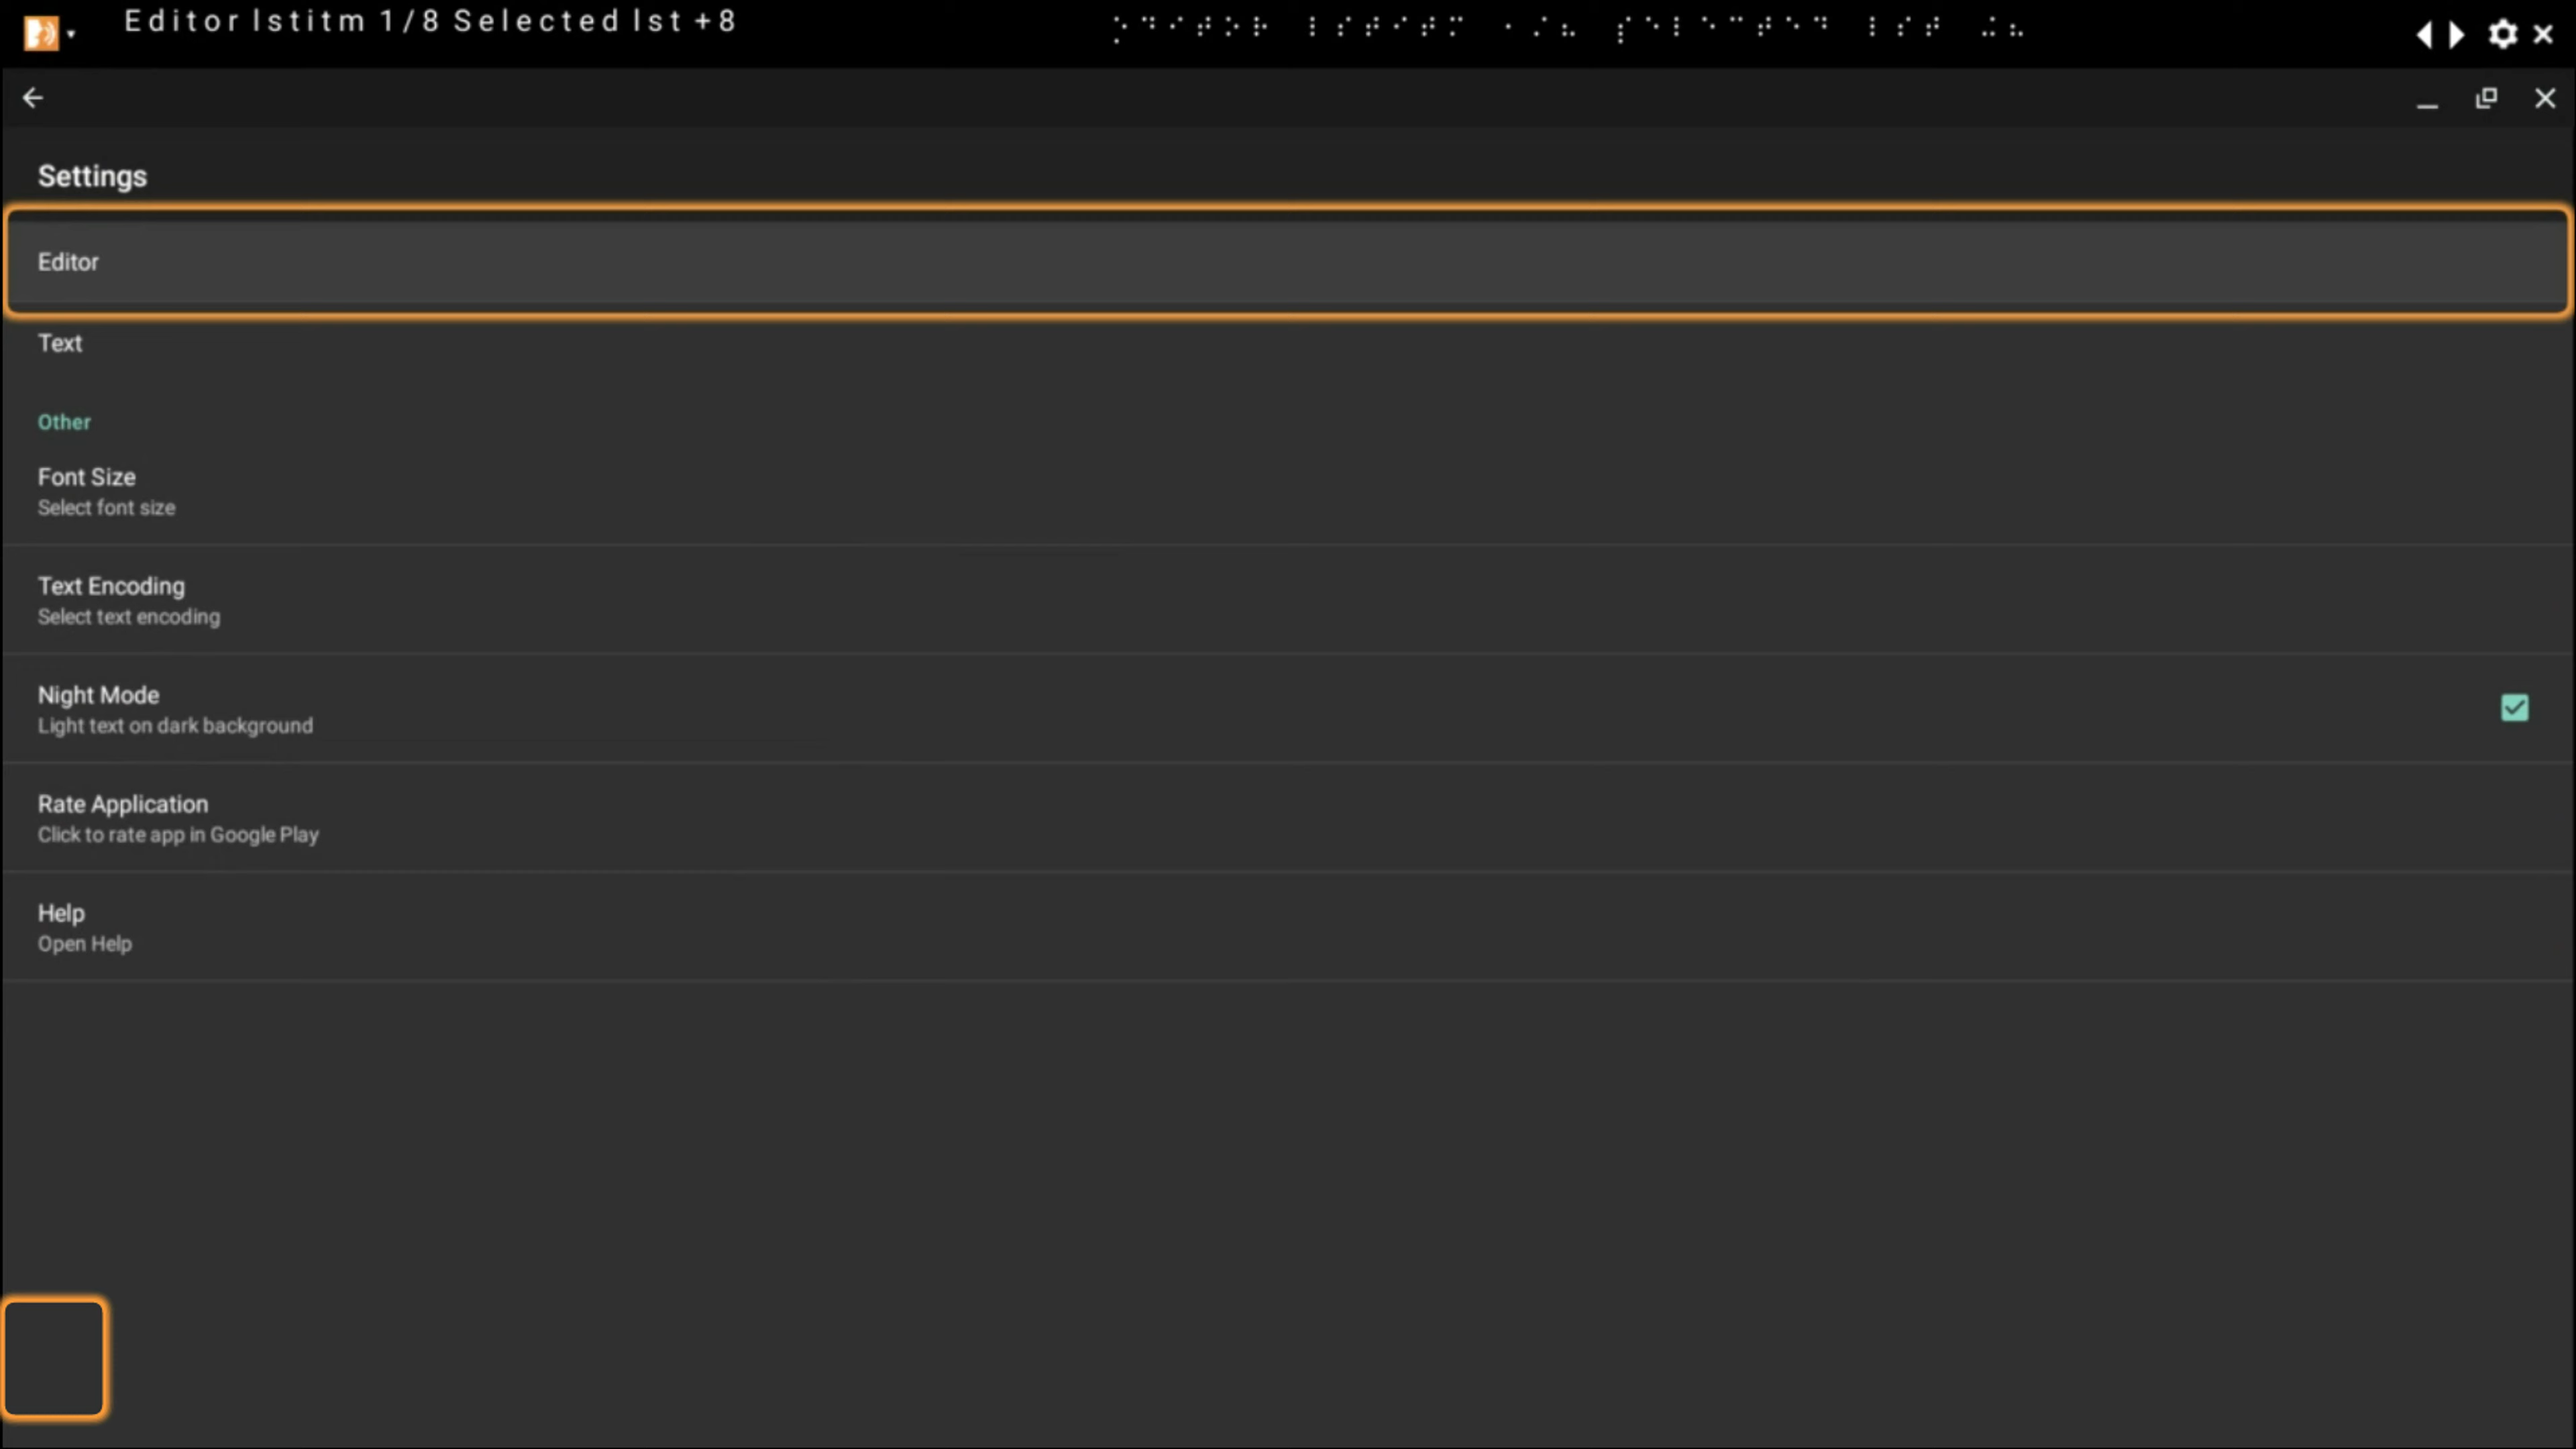 Editor lstitm 1/8 Selected lst +8
Settings
Editor
Text
Other
Font Size
Select font size
Text Encoding
Select text encoding
Night Mode
Light text on dark background
Rate Application
Click to rate app in Google Play
Help
Open Help